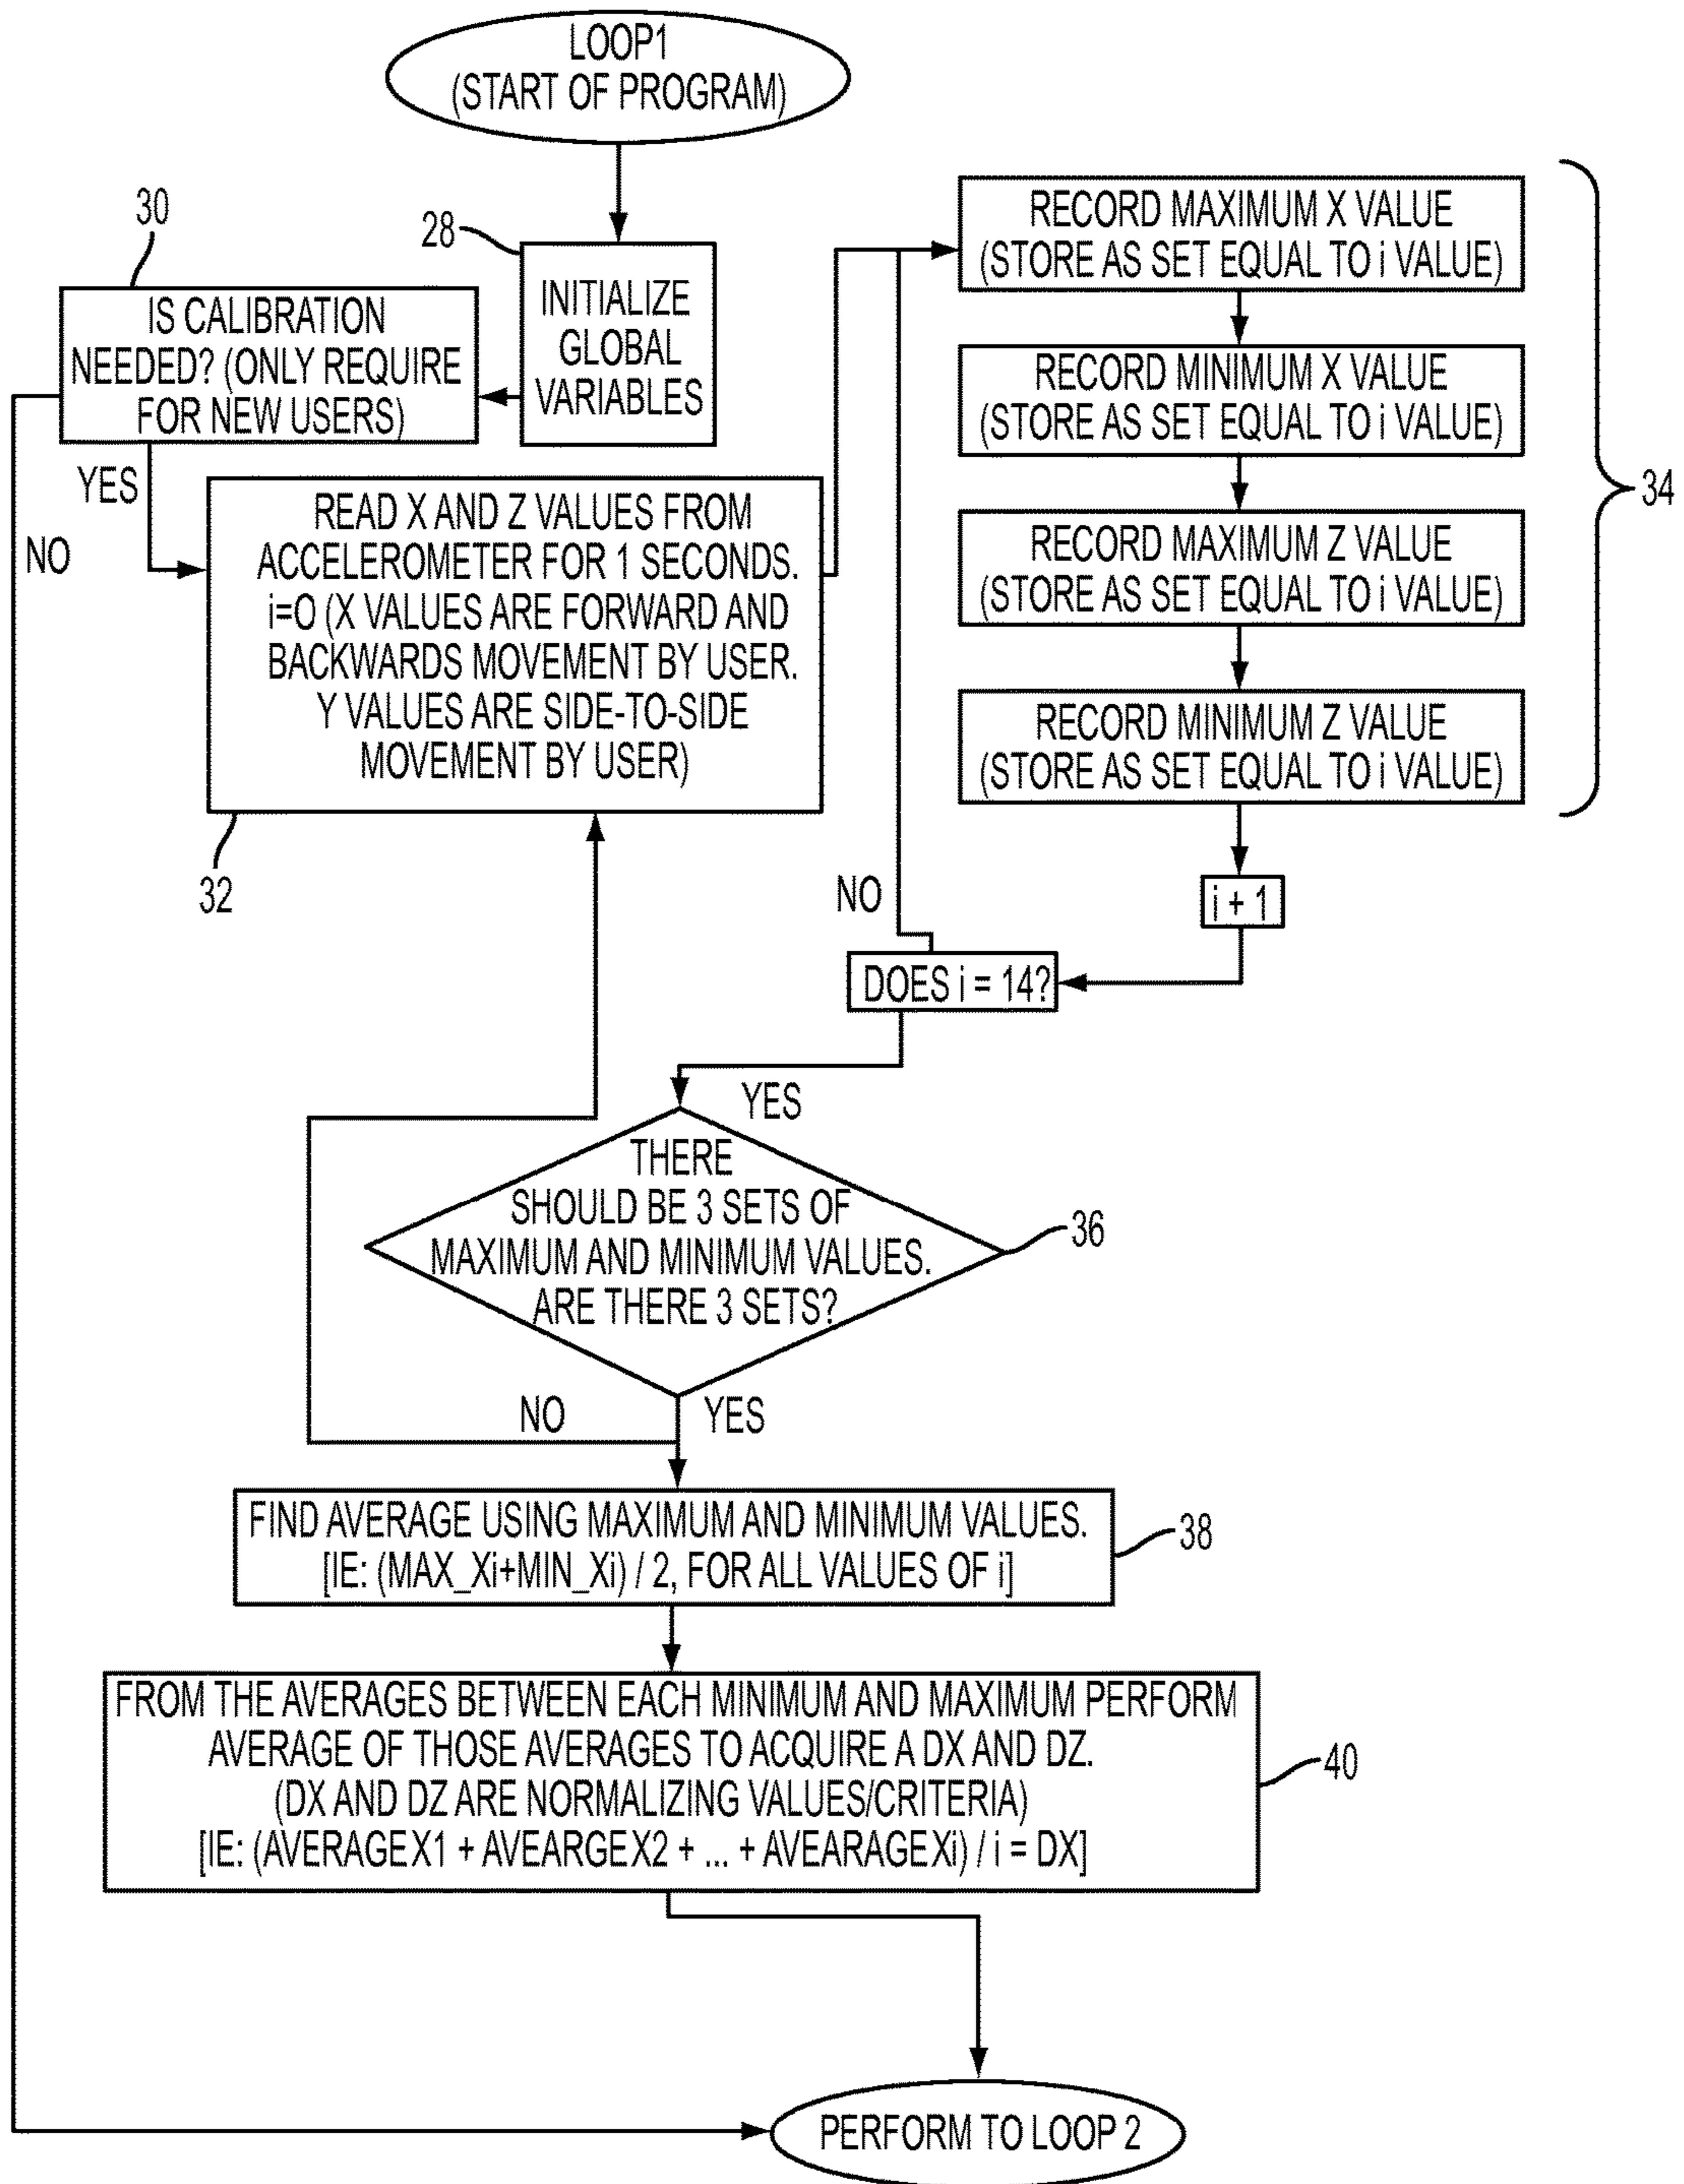 LOOP1
(START OF PROGRAM)
28
INITIALIZE
GLOBAL
VARIABLES
30
IS CALIBRATION
NEEDED? (ONLY REQUIRE
FOR NEW USERS)
YES
NO
READ X AND Z VALUES FROM
ACCELEROMETER FOR 1 SECONDS.
i=O (X VALUES ARE FORWARD AND
BACKWARDS MOVEMENT BY USER.
Y VALUES ARE SIDE-TO-SIDE
MOVEMENT BY USER)
32
RECORD MAXIMUM X VALUE
(STORE AS SET EQUAL TO i VALUE)
RECORD MINIMUM X VALUE
(STORE AS SET EQUAL TO i VALUE)
RECORD MAXIMUM Z VALUE
(STORE AS SET EQUAL TO i VALUE)
RECORD MINIMUM Z VALUE
(STORE AS SET EQUAL TO i VALUE)
34
i + 1
NO
DOES i = 14?
YES
THERE
SHOULD BE 3 SETS OF
MAXIMUM AND MINIMUM VALUES.
ARE THERE 3 SETS?
36
NO
YES
FIND AVERAGE USING MAXIMUM AND MINIMUM VALUES.
[IE: (MAX_Xi+MIN_Xi) / 2, FOR ALL VALUES OF i]
38
FROM THE AVERAGES BETWEEN EACH MINIMUM AND MAXIMUM PERFORM
AVERAGE OF THOSE AVERAGES TO ACQUIRE A DX AND DZ.
(DX AND DZ ARE NORMALIZING VALUES/CRITERIA)
[IE: (AVERAGEX1 + AVEARGEX2 + ... + AVEARAGEXi) / i = DX]
40
PERFORM TO LOOP 2